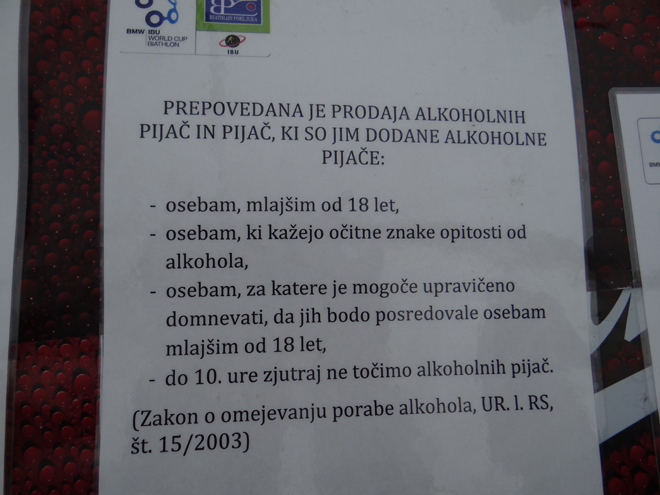 BMW IBU
WORLD CUP
BIATHLON
BIATHLON POKLJUKA
IBU
PREPOVEDANA JE PRODAJA ALKOHOLNIH
PIJAČ IN PIJAČ, KI SO JIM DODANE ALKOHOLNE
PIJAČE:
- osebam, mlajšim od 18 let,
- osebam, ki kažejo očitne znake opitosti od
alkohola,
- osebam, za katere je mogoče upravičeno
domnevati, da jih bodo posredovale osebam
mlajšim od 18 let,
- do 10. ure zjutraj ne točimo alkoholnih pijač.
(Zakon o omejevanju porabe alkohola, UR. l. RS,
št. 15/2003)